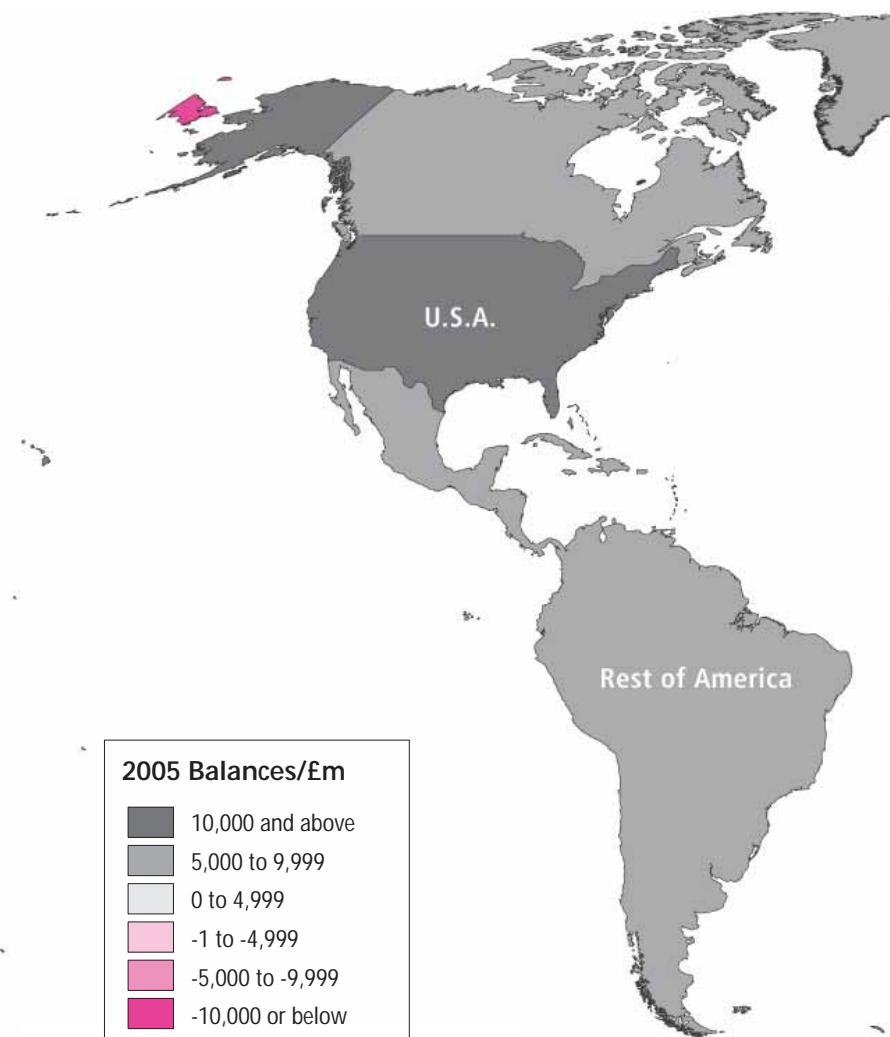 U.S.A.
Rest of America
2005 Balances/£m
10,000 and above
5,000 to 9,999
0 to 4,999
-1 to -4,999
-5,000 to -9,999
-10,000 or below